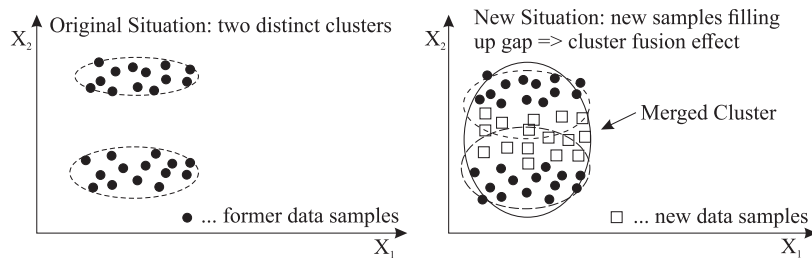 Original Situation: two distinct clusters
X2
... former data samples
X1
New Situation: new samples filling
up gap => cluster fusion effect
X2
Merged Cluster
... new data samples
X1